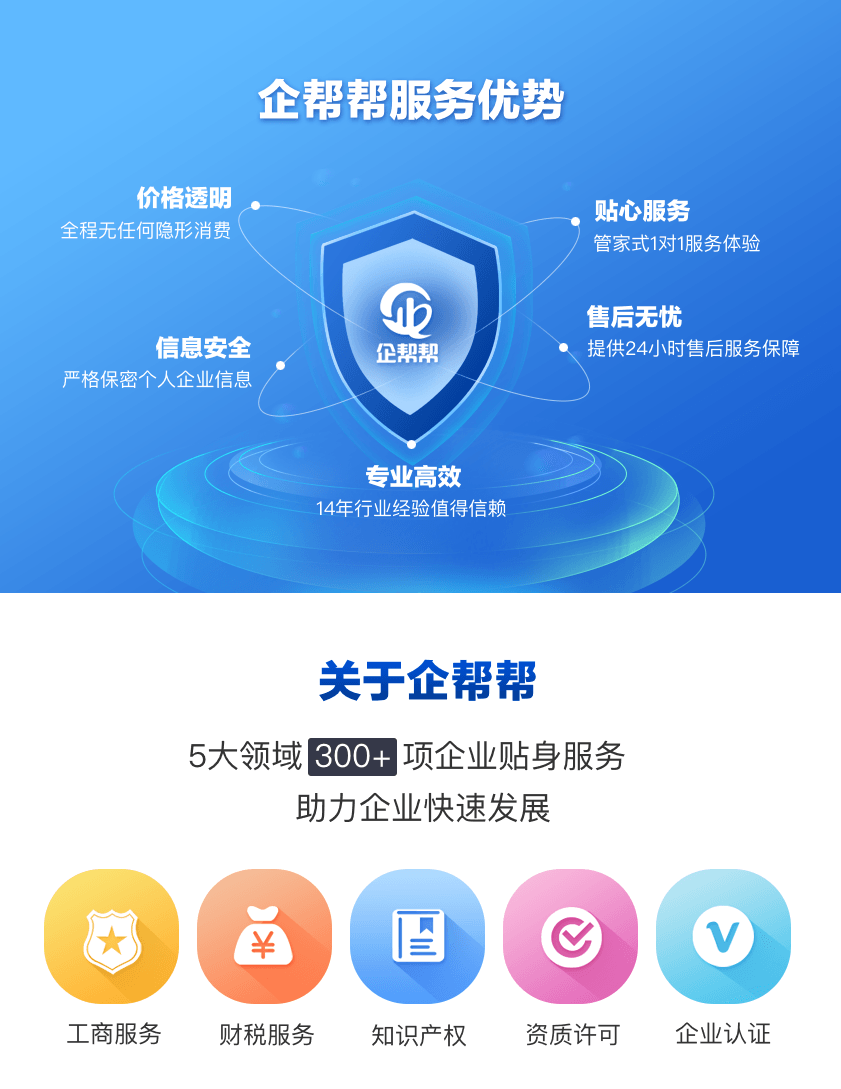 企帮帮服务优势
价格透明
全程无任何隐形消费
贴心服务
管家式1对1服务体验
企帮帮
信息安全
严格保密个人企业信息
售后无忧
提供24小时售后服务保障
专业高效
14年行业经验值得信赖
关于企帮帮
5大领域 300+ 项企业贴身服务
助力企业快速发展
工商服务
财税服务
知识产权
资质许可
企业认证